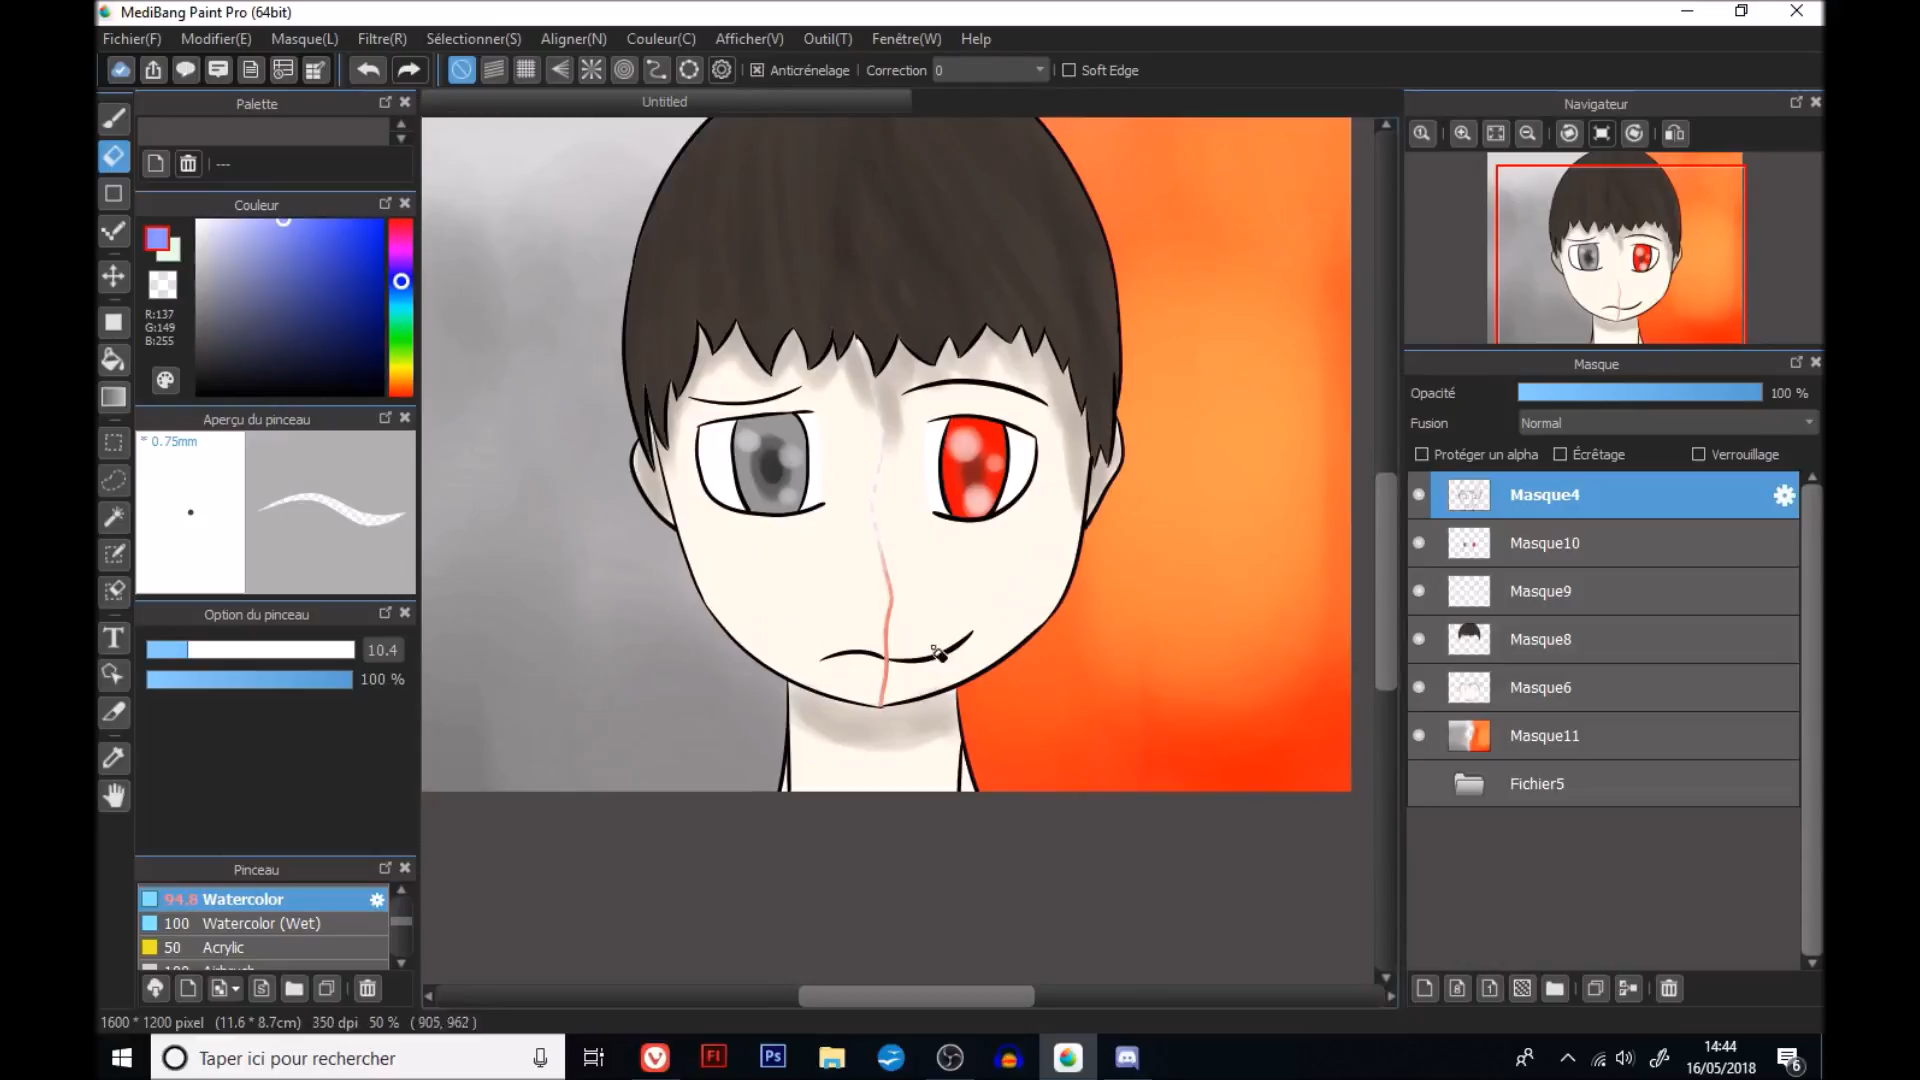 MediBang Paint Pro (64bit)
Fichier(F) Modifier(E) Masque(L) Filtre(R) Sélectionner(S) Aligner(N) Couleur(C) Afficher(V) Outil(T) Fenêtre(W) Help
Anticrénelage Correction 0 Soft Edge
Palette
Untitled
Navigateur
---
Couleur
R:137
G:149
B:255
Masque
Opacité 100 %
Fusion Normal
Aperçu du pinceau
* 0.75mm
Protéger un alpha Écrêtage Verrouillage
Masque4
Masque10
Masque9
Option du pinceau
10.4
Masque8
100 %
Masque6
Masque11
Fichier5
Pinceau
94.8 Watercolor
100 Watercolor (Wet)
50 Acrylic
1600 * 1200 pixel (11.6 * 8.7cm) 350 dpi 50 % ( 905, 962 )
Taper ici pour rechercher
Fl
Ps
14:44
16/05/2018
6